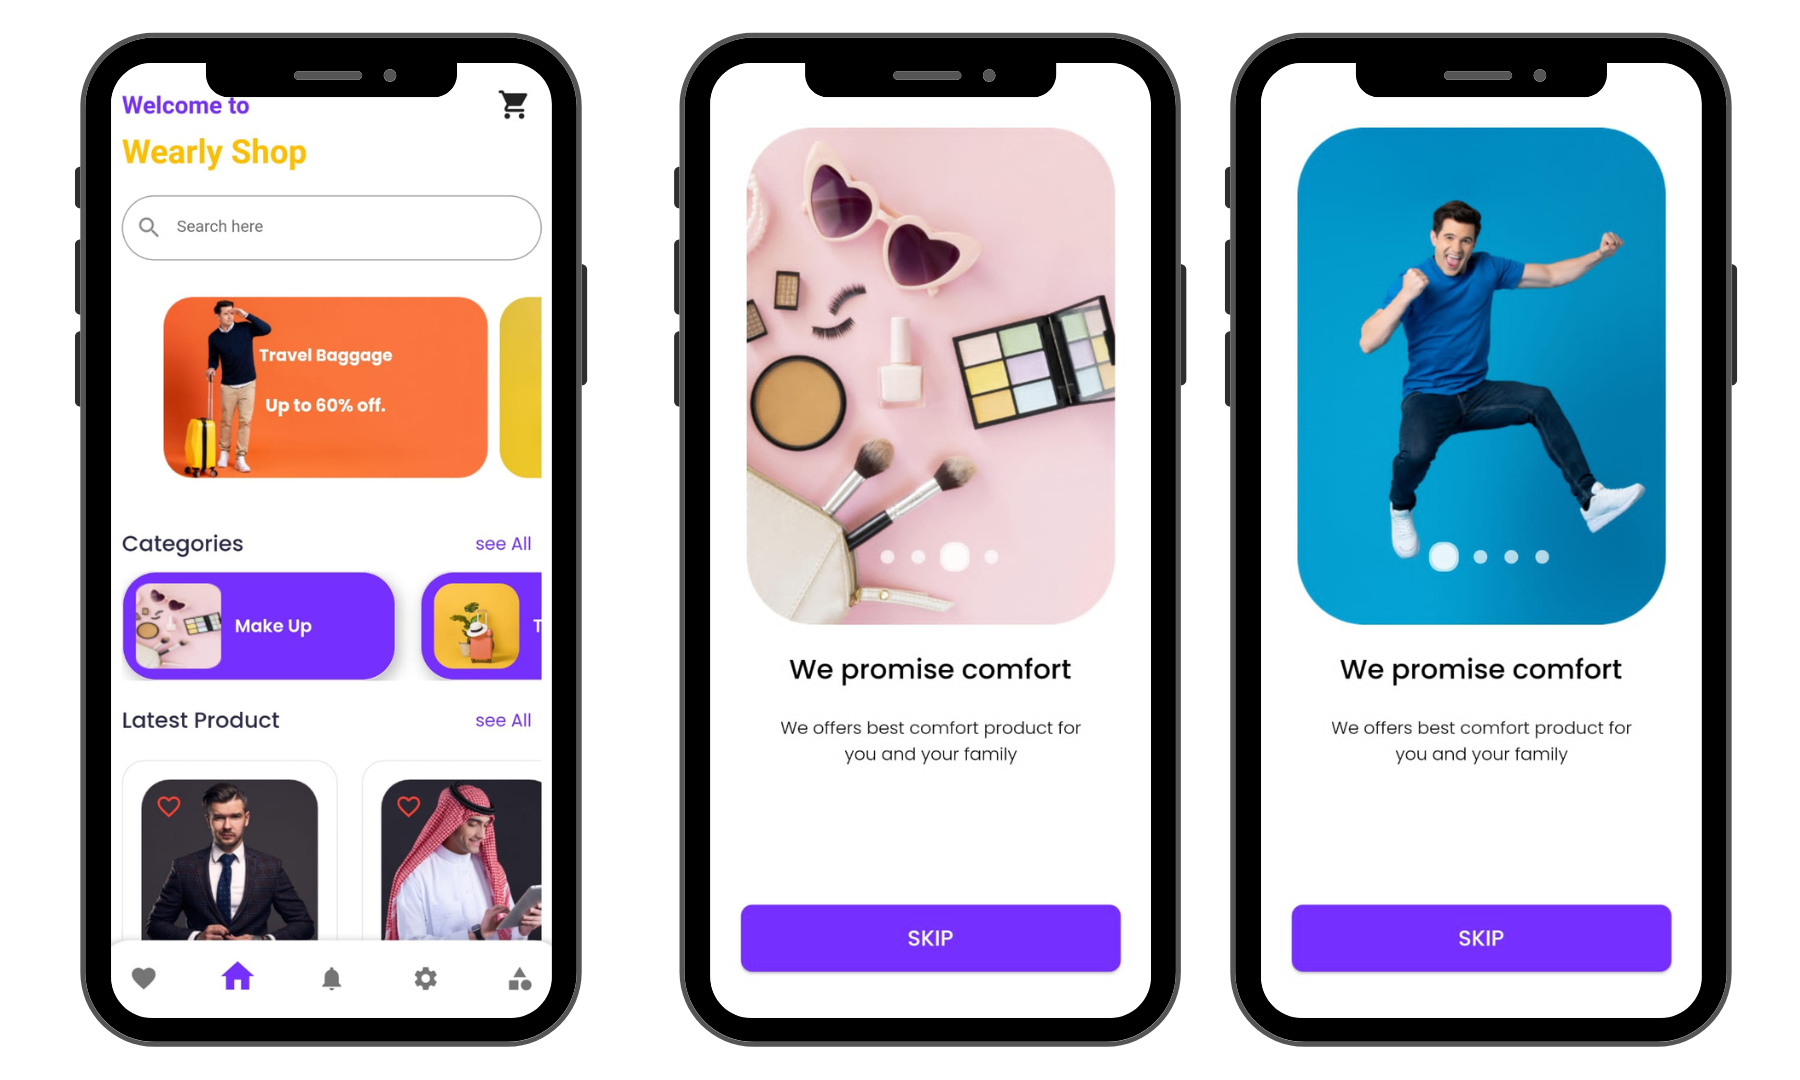 Welcome to
Wearly Shop
Search here
Travel Baggage
Up to 60% off.
Categories
see All
Make Up
T
Latest Product
see All
We promise comfort
We offers best comfort product for
you and your family
SKIP
We promise comfort
We offers best comfort product for
you and your family
SKIP